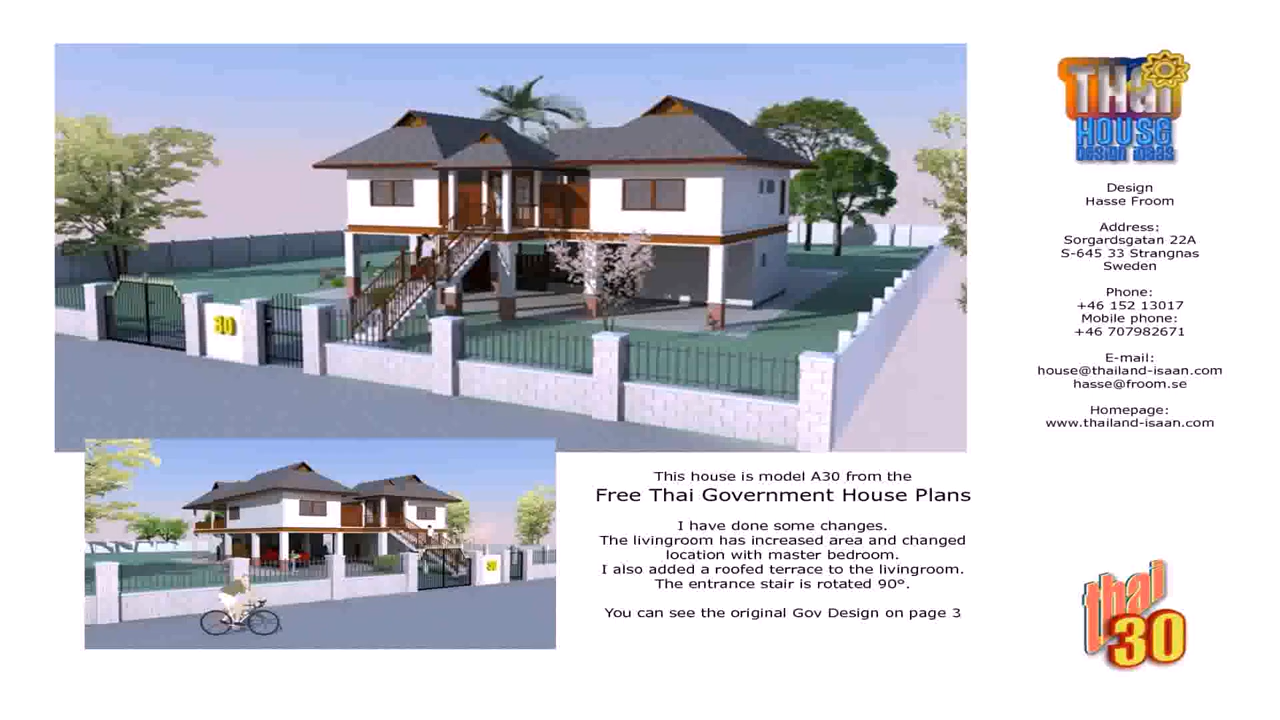 THai
HOUSE
Design ideas
Design
Hasse Froom
Address:
Sorgardsgatan 22A
S-645 33 Strangnas
Sweden
Phone:
+46 152 13017
Mobile phone:
+46 707982671
E-mail:
house@thailand-isaan.com
hasse@froom.se
Homepage:
www.thailand-isaan.com
30
30
This house is model A30 from the
Free Thai Government House Plans
I have done some changes.
The livingroom has increased area and changed
location with master bedroom.
I also added a roofed terrace to the livingroom.
The entrance stair is rotated 90°.
You can see the original Gov Design on page 3
thai
30